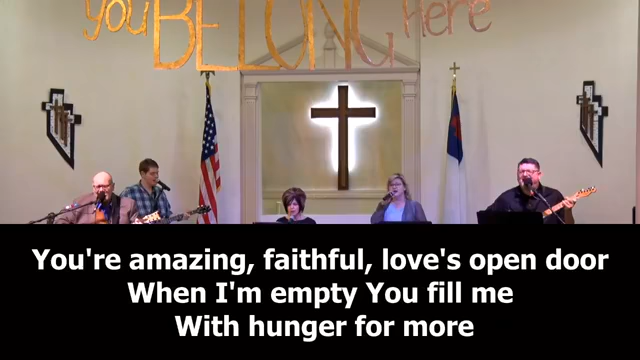 you BELONG here
You're amazing, faithful, love's open door
When I'm empty You fill me
With hunger for more